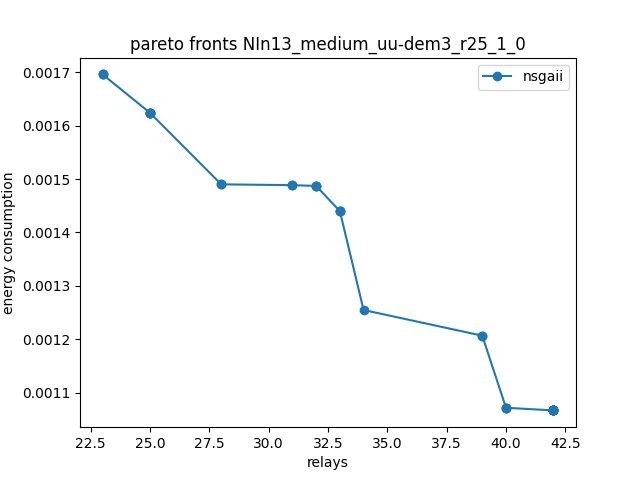 pareto fronts NIn13_medium_uu-dem3_r25_1_0
nsgaii
0.0017
0.0016
0.0015
0.0014
0.0013
0.0012
0.0011
energy consumption
22.5 25.0 27.5 30.0 32.5 35.0 37.5 40.0 42.5
relays